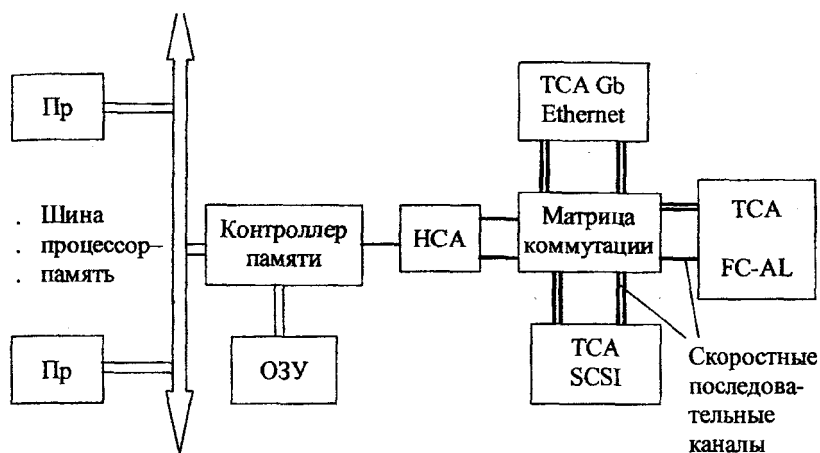 Пр
. Шина
. процессор–
. память
Пр
Контроллер
памяти
ОЗУ
НСА
Матрица
коммутации
TCA Gb
Ethernet
TCA
FC-AL
TCA
SCSI
Скоростные
последова-
тельные
каналы